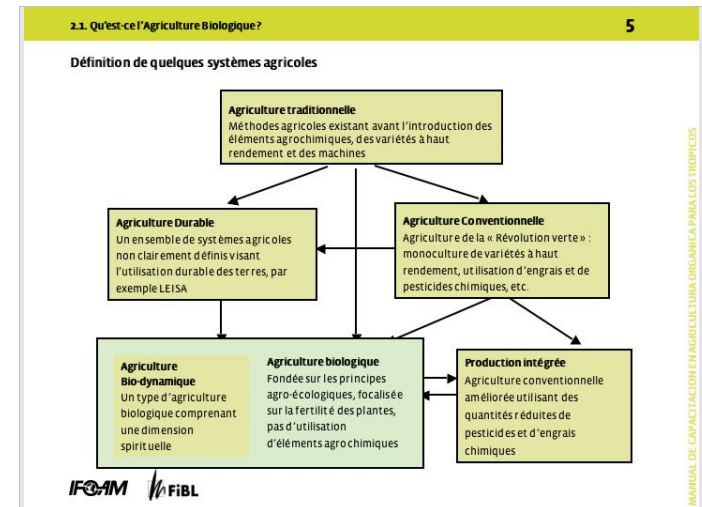 2.1. Qu'est-ce l'Agriculture Biologique?
5
Définition de quelques systèmes agricoles
Agriculture traditionnelle
Méthodes agricoles existant avant l'introduction des
éléments agrochimiques, des variétés à haut
rendement et des machines
Agriculture Durable
Un ensemble de systèmes agricoles
non clairement définis visant
l'utilisation durable des terres, par
exemple LEISA
Agriculture Conventionnelle
Agriculture de la « Révolution verte » :
monoculture de variétés à haut
rendement, utilisation d'engrais et de
pesticides chimiques, etc.
Agriculture
Bio-dynamique
Un type d'agriculture
biologique comprenant
une dimension
spirituelle
Agriculture biologique
Fondée sur les principes
agro-écologiques, focalisée
sur la fertilité des plantes,
pas d'utilisation
d'éléments agrochimiques
Production intégrée
Agriculture conventionnelle
améliorée utilisant des
quantités réduites de
pesticides et d'engrais
chimiques
IFOAM
FiBL
MANUAL DE CAPACITACION EN AGRICULTURA ORGANICA PARA LOS TROPICOS